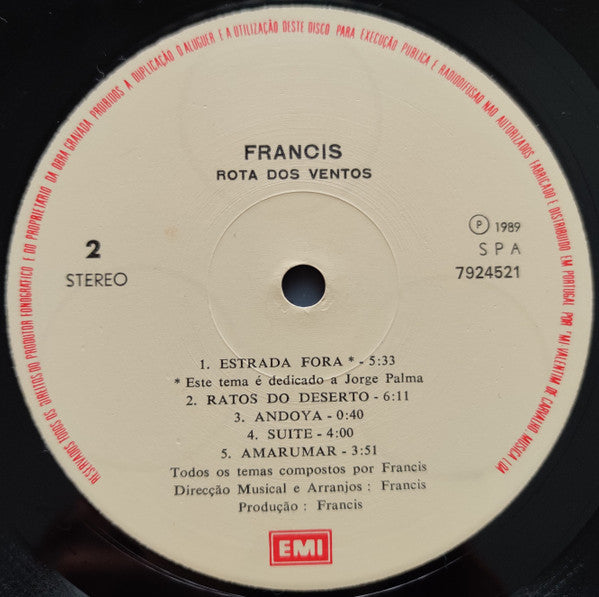 RESERVADOS TODOS OS DIREITOS DO PRODUTOR FONOGRÁFICO E DO PROPRIETÁRIO DA OBRA GRAVADA PROIBIDOS A DUPLICAÇÃO O ALUGUER E A UTILIZAÇÃO DESTE DISCO PARA EXECUÇÃO PÚBLICA E RADIODIFUSÃO NÃO AUTORIZADOS FABRICADO E DISTRIBUIDO EM PORTUGAL POR "MI-VALENTIM DE CARVALHO MÚSICA LDA
FRANCIS
ROTA DOS VENTOS
2
STEREO
℗ 1989
SPA
7924521
1. ESTRADA FORA * - 5:33
* Este tema é dedicado a Jorge Palma
2. RATOS DO DESERTO - 6:11
3. ANDOYA - 0:40
4. SUITE - 4:00
5. AMARUMAR - 3:51
Todos os temas compostos por Francis
Direcção Musical e Arranjos : Francis
Produção : Francis
EMI